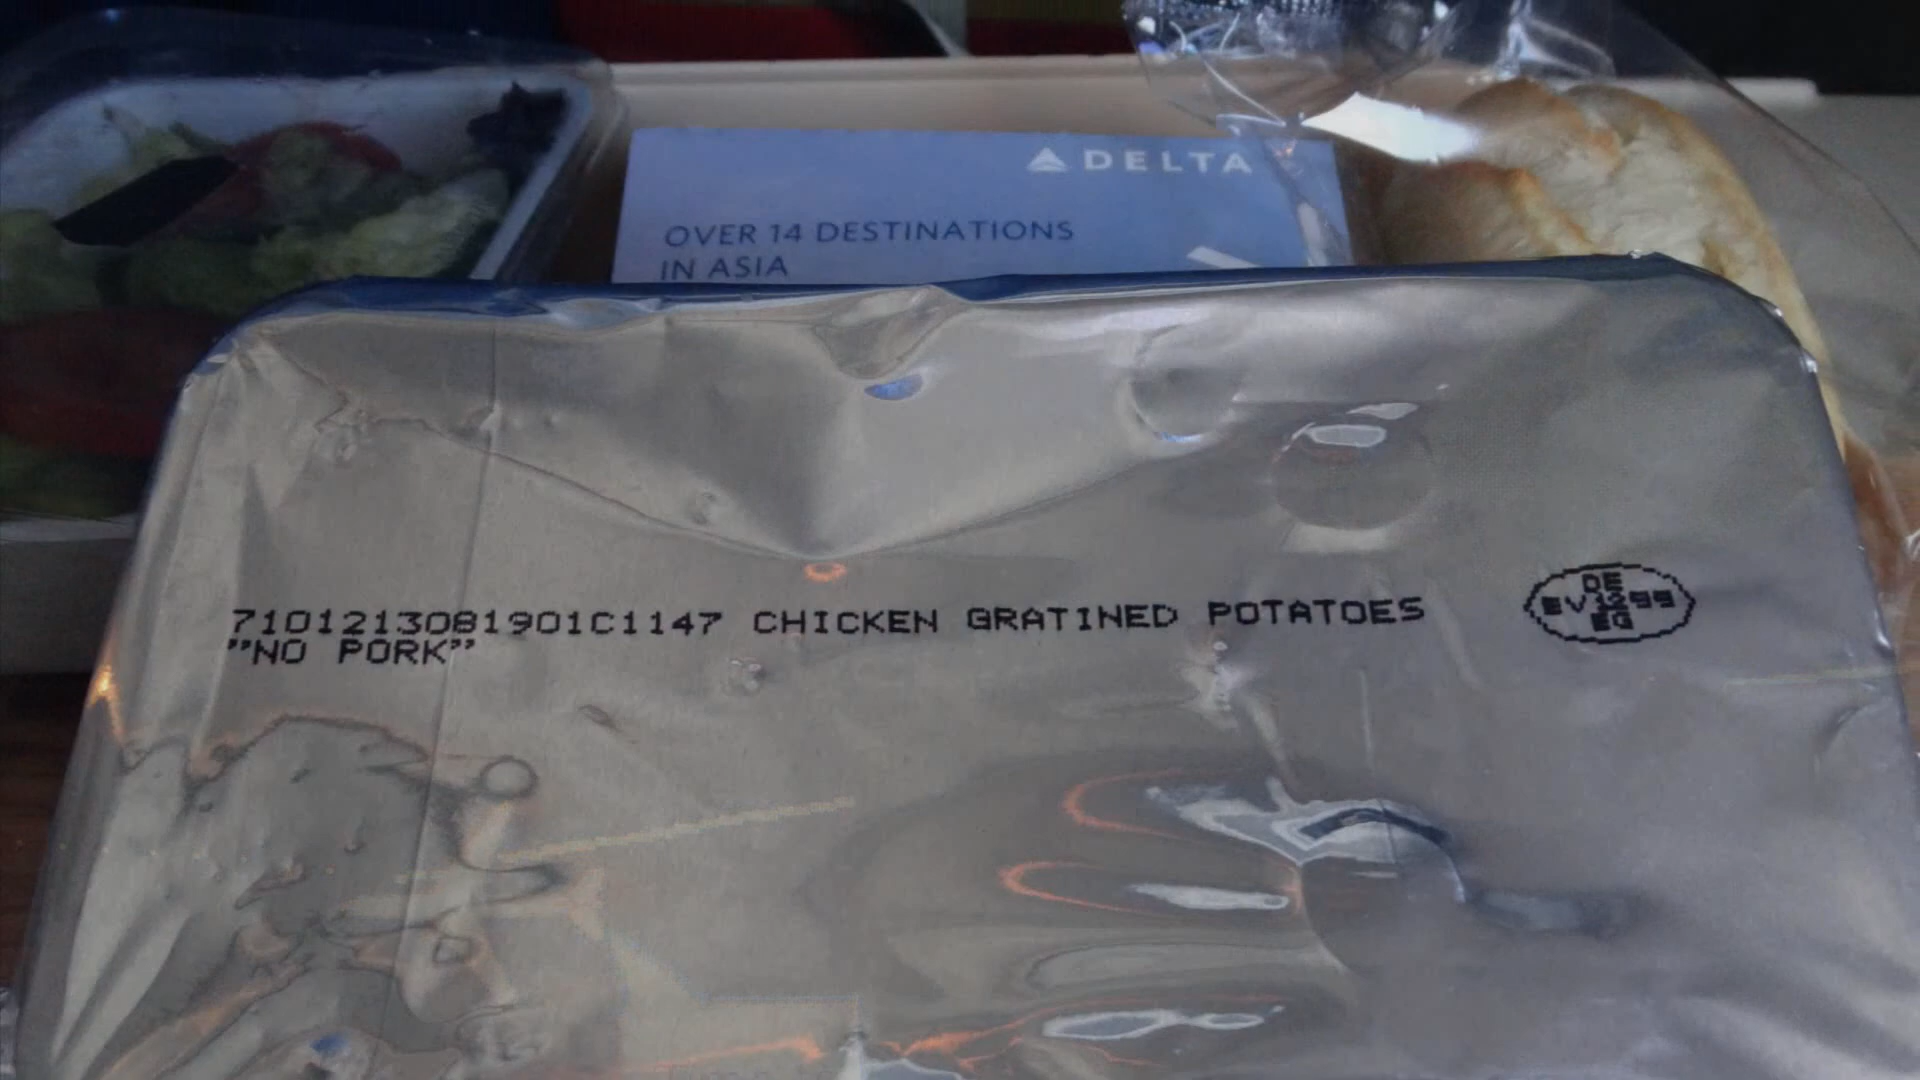 DELTA
OVER 14 DESTINATIONS
IN ASIA
7101213081901C1147 CHICKEN GRATINED POTATOES
"NO PORK"
DE
EG